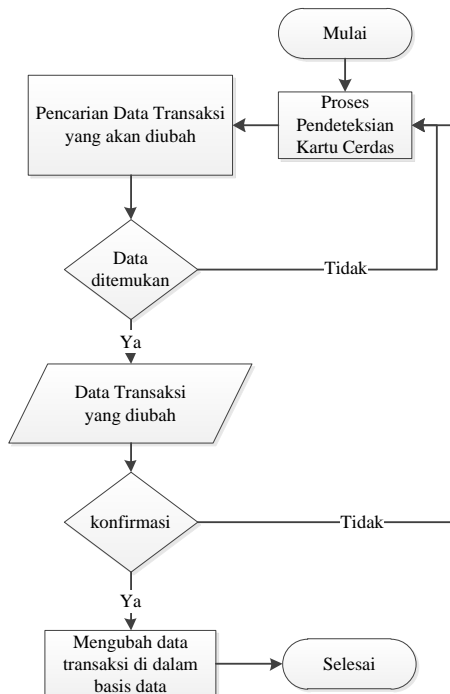 Mulai
Proses
Pendeteksian
Kartu Cerdas
Pencarian Data Transaksi
yang akan diubah
Data
ditemukan
Tidak
Ya
Data Transaksi
yang diubah
konfirmasi
Tidak
Ya
Mengubah data
transaksi di dalam
basis data
Selesai